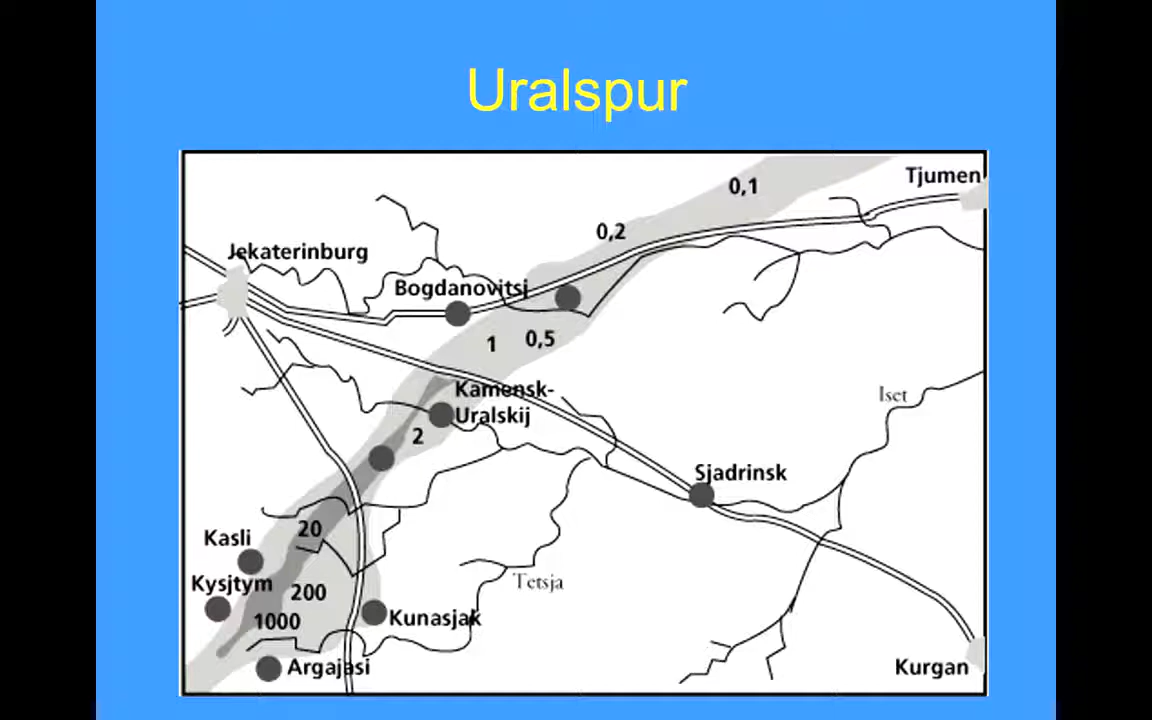 Uralspur
0,1
Tjumen
0,2
Jekaterinburg
Bogdanovitsj
1
0,5
Kamensk-
Uralskij
Iset
2
Sjadrinsk
20
Kasli
Kysjtym
200
Tetsja
1000
Kunasjak
Argajasi
Kurgan